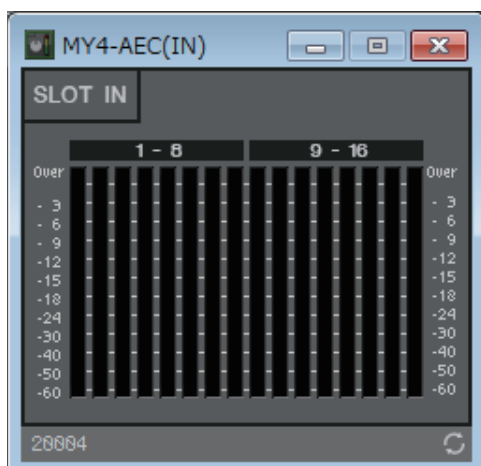 MY4-AEC(IN)
SLOT IN
1 - 8 9 - 16
Over Over
- 3 - 3
- 6 - 6
- 9 - 9
-12 -12
-15 -15
-18 -18
-24 -24
-30 -30
-40 -40
-50 -50
-60 -60
20004